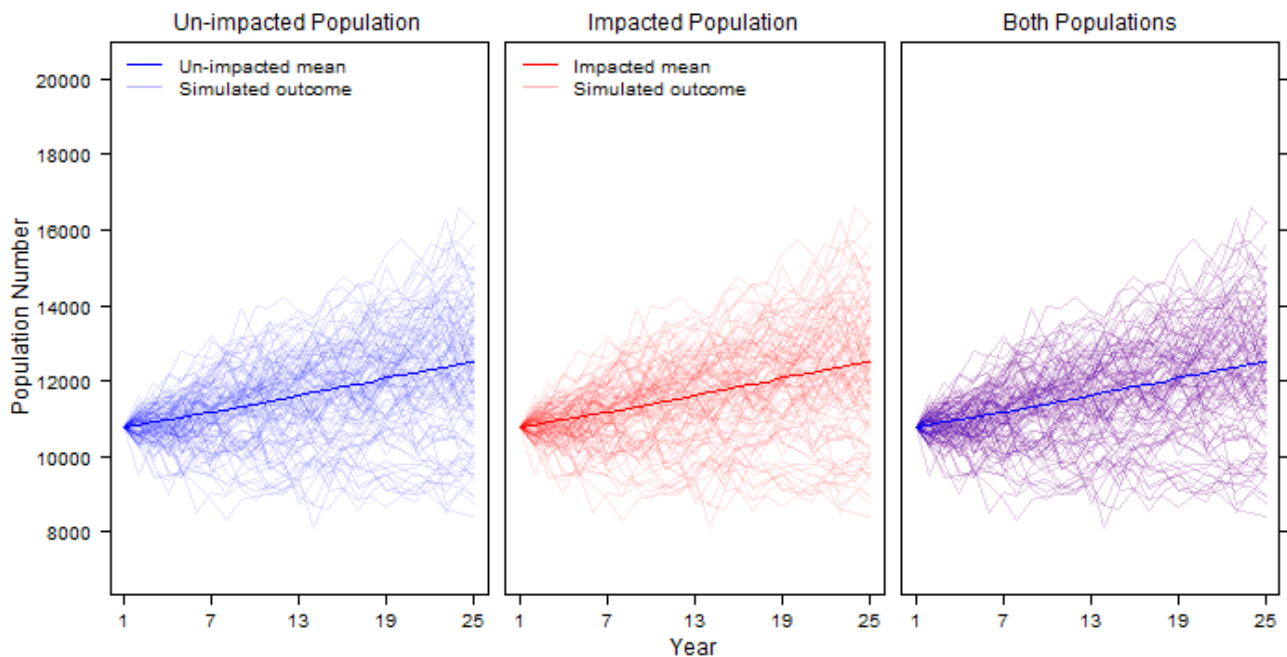 Un-impacted Population
Impacted Population
Both Populations
Un-impacted mean
Simulated outcome
Impacted mean
Simulated outcome
Population Number
20000
18000
16000
14000
12000
10000
8000
1 7 13 19 25
1 7 13 19 25
1 7 13 19 25
Year